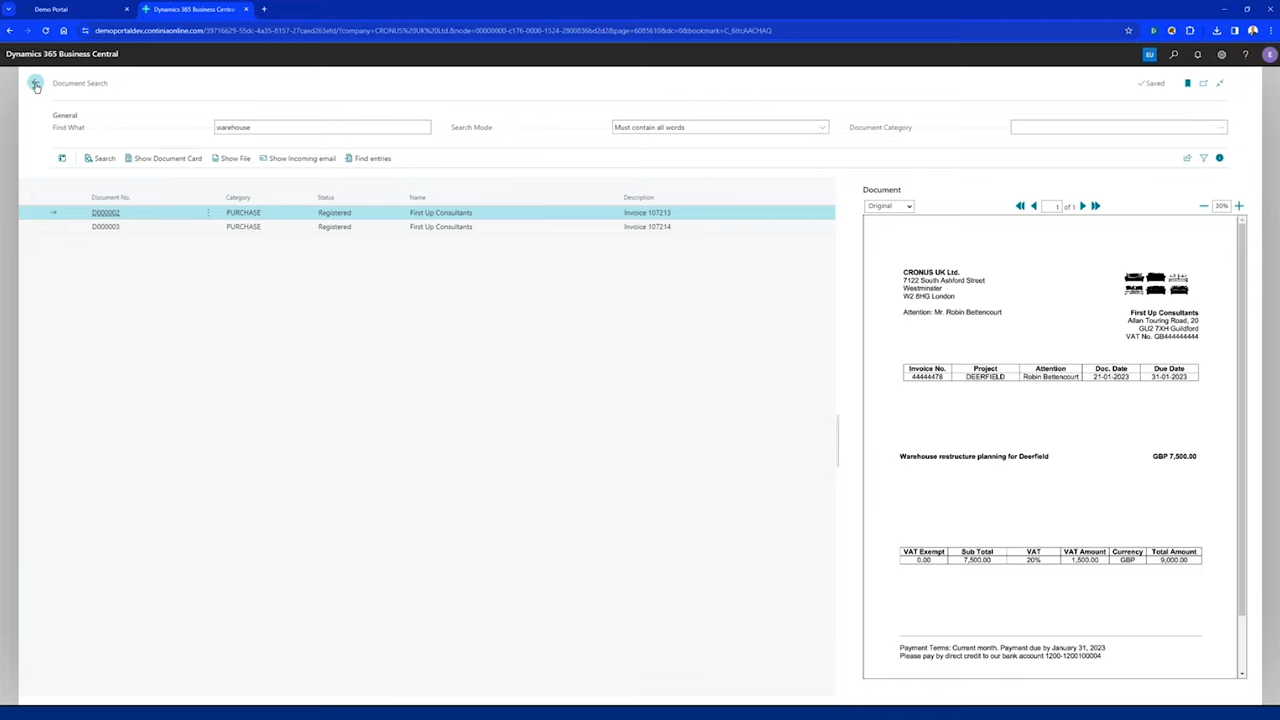 Demo Portal
Dynamics 365 Business Central
Dynamics 365 Business Central
EU
E
Document Search
Saved
General
Find What
warehouse
Search Mode
Must contain all words
Document Category
Search
Show Document Card
Show File
Show Incoming email
Find entries
Document No.
Category
Status
Name
Description
D000002
PURCHASE
Registered
First Up Consultants
Invoice 107213
D000003
PURCHASE
Registered
First Up Consultants
Invoice 107214
Document
Original
1 of 1
30%
CRONUS UK Ltd.
7122 South Ashford Street
Westminster
W2 8HG London
Attention: Mr. Robin Bettencourt
First Up Consultants
Allan Touring Road, 20
GU2 7XH Guildford
VAT No. GB444444444
Invoice No. Project Attention Doc. Date Due Date
44444478 DEERFIELD Robin Bettencourt 21-01-2023 31-01-2023
Warehouse restructure planning for Deerfield GBP 7,500.00
VAT Exempt Sub Total VAT VAT Amount Currency Total Amount
0.00 7,500.00 20% 1,500.00 GBP 9,000.00
Payment Terms: Current month. Payment due by January 31, 2023
Please pay by direct credit to our bank account 1200-1200100004